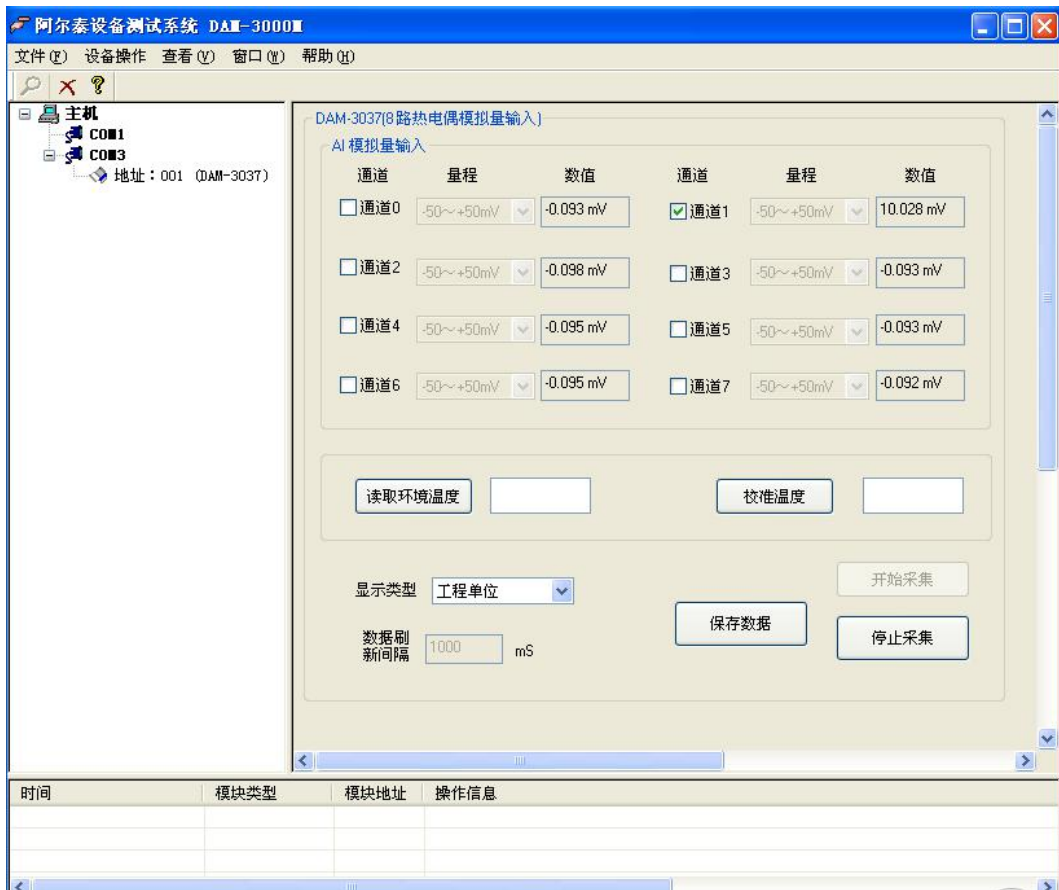 阿尔泰设备测试系统 DAM-3000M
文件(F) 设备操作 查看(V) 窗口(W) 帮助(H)
主机
COM1
COM3
地址：001 (DAM-3037)
DAM-3037(8路热电偶模拟量输入)
AI 模拟量输入
通道 量程 数值 通道 量程 数值
通道0 -50～+50mV -0.093 mV 通道1 -50～+50mV 10.028 mV
通道2 -50～+50mV -0.098 mV 通道3 -50～+50mV -0.093 mV
通道4 -50～+50mV -0.095 mV 通道5 -50～+50mV -0.093 mV
通道6 -50～+50mV -0.095 mV 通道7 -50～+50mV -0.092 mV
读取环境温度 校准温度
开始采集
显示类型 工程单位
保存数据
停止采集
数据刷
新间隔 1000 mS
时间 模块类型 模块地址 操作信息